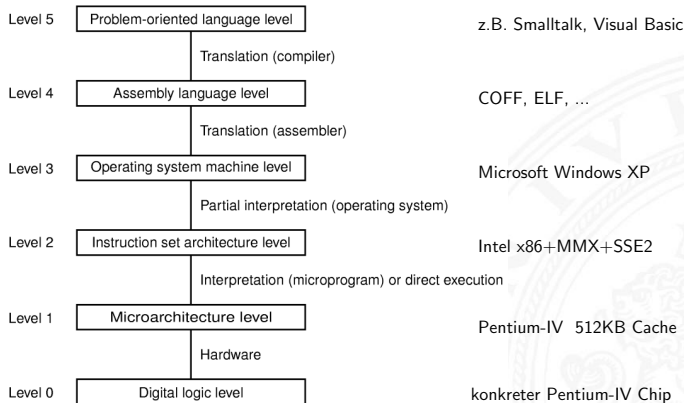 Level 5 Problem-oriented language level z.B. Smalltalk, Visual Basic
Translation (compiler)
Level 4 Assembly language level COFF, ELF, ...
Translation (assembler)
Level 3 Operating system machine level Microsoft Windows XP
Partial interpretation (operating system)
Level 2 Instruction set architecture level Intel x86+MMX+SSE2
Interpretation (microprogram) or direct execution
Level 1 Microarchitecture level Pentium-IV 512KB Cache
Hardware
Level 0 Digital logic level konkreter Pentium-IV Chip